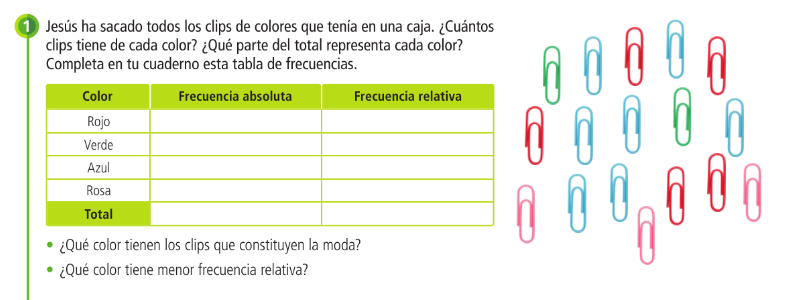 1 Jesús ha sacado todos los clips de colores que tenía en una caja. ¿Cuántos
clips tiene de cada color? ¿Qué parte del total representa cada color?
Completa en tu cuaderno esta tabla de frecuencias.
Color Frecuencia absoluta Frecuencia relativa
Rojo
Verde
Azul
Rosa
Total
• ¿Qué color tienen los clips que constituyen la moda?
• ¿Qué color tiene menor frecuencia relativa?